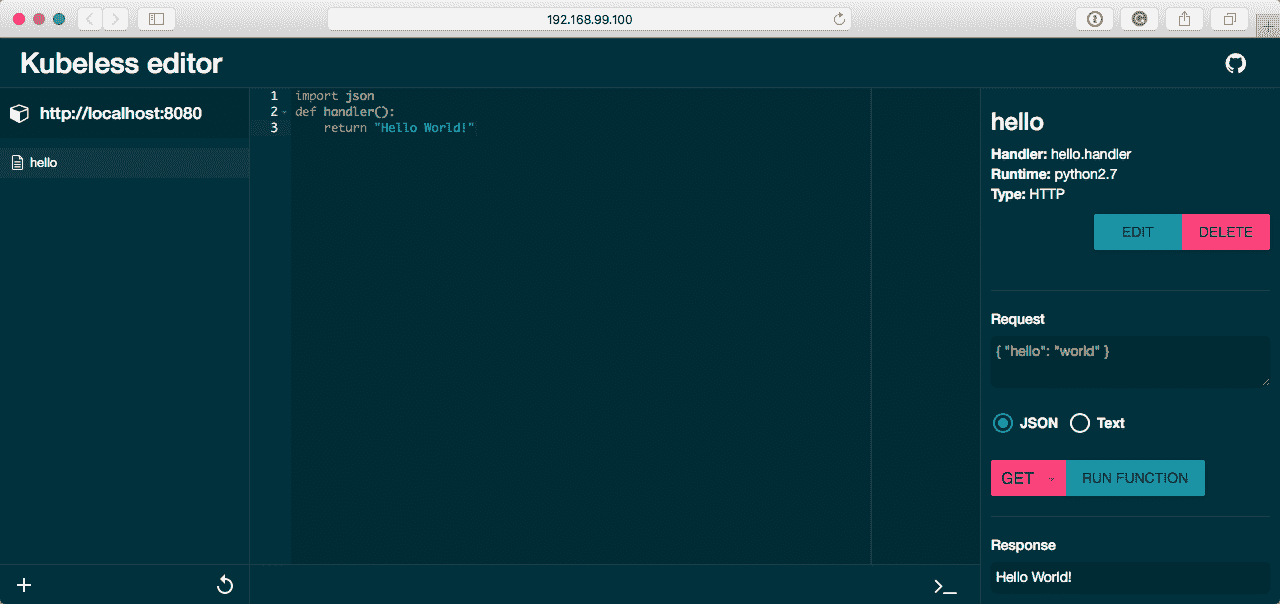 192.168.99.100
Kubeless editor
http://localhost:8080
hello
1 import json
2 def handler():
3 return "Hello World!"
hello
Handler: hello.handler
Runtime: python2.7
Type: HTTP
EDIT DELETE
Request
{ "hello": "world" }
JSON Text
GET RUN FUNCTION
Response
Hello World!